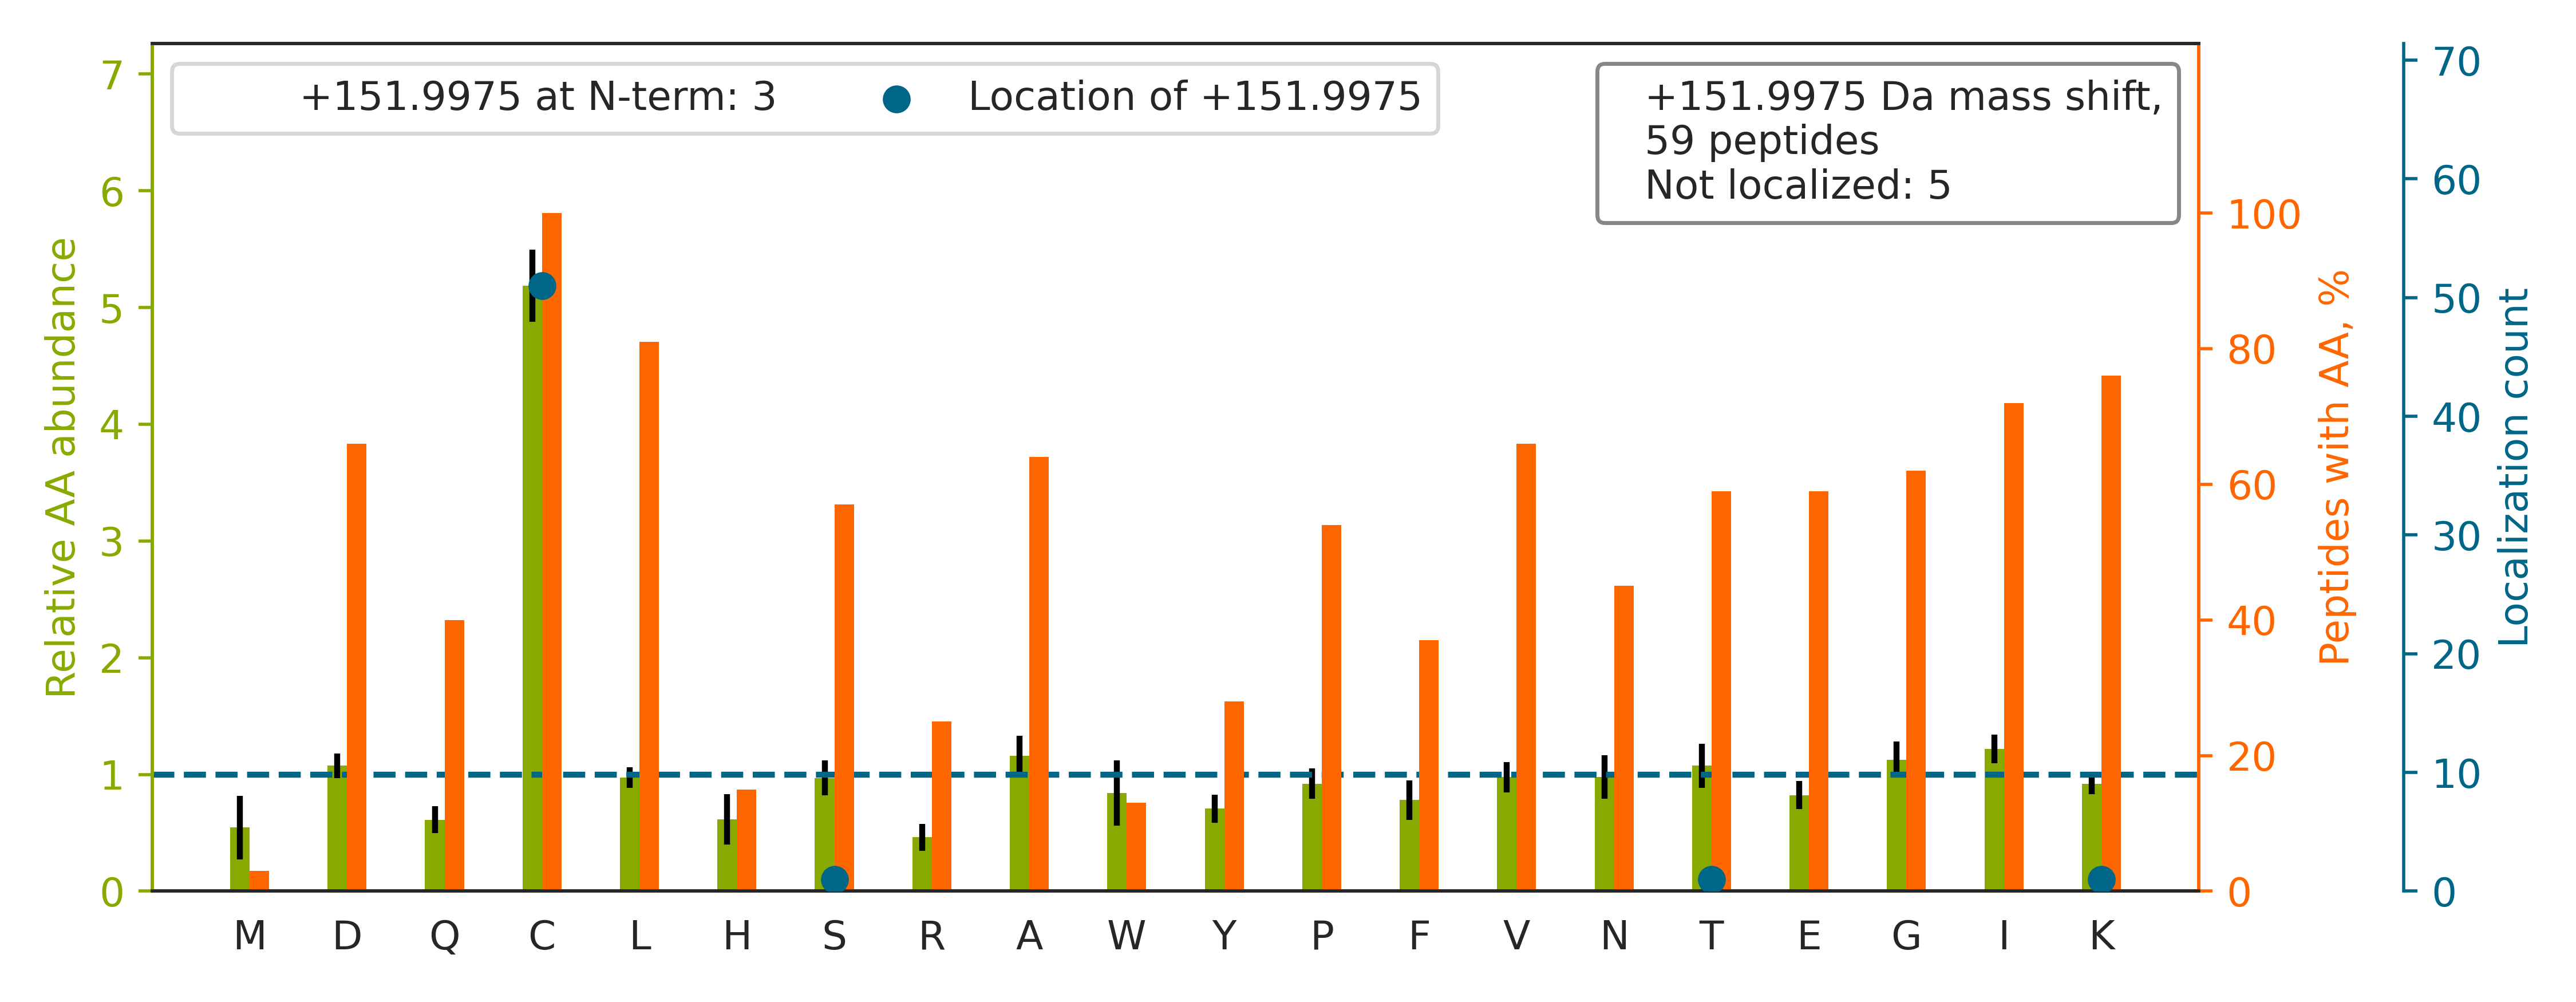 +151.9975 at N-term: 3
Location of +151.9975
+151.9975 Da mass shift,
59 peptides
Not localized: 5
Relative AA abundance
7
6
5
4
3
2
1
0
M D Q C L H S R A W Y P F V N T E G I K
100
80
60
40
20
0
Peptides with AA, %
70
60
50
40
30
20
10
0
Localization count